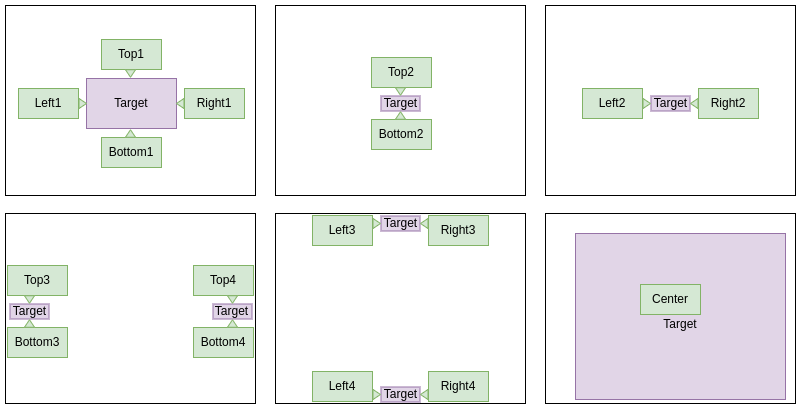 Top1
Left1
Target
Right1
Bottom1
Top2
Target
Bottom2
Left2
Target
Right2
Top3
Target
Bottom3
Top4
Target
Bottom4
Left3
Target
Right3
Left4
Target
Right4
Center
Target